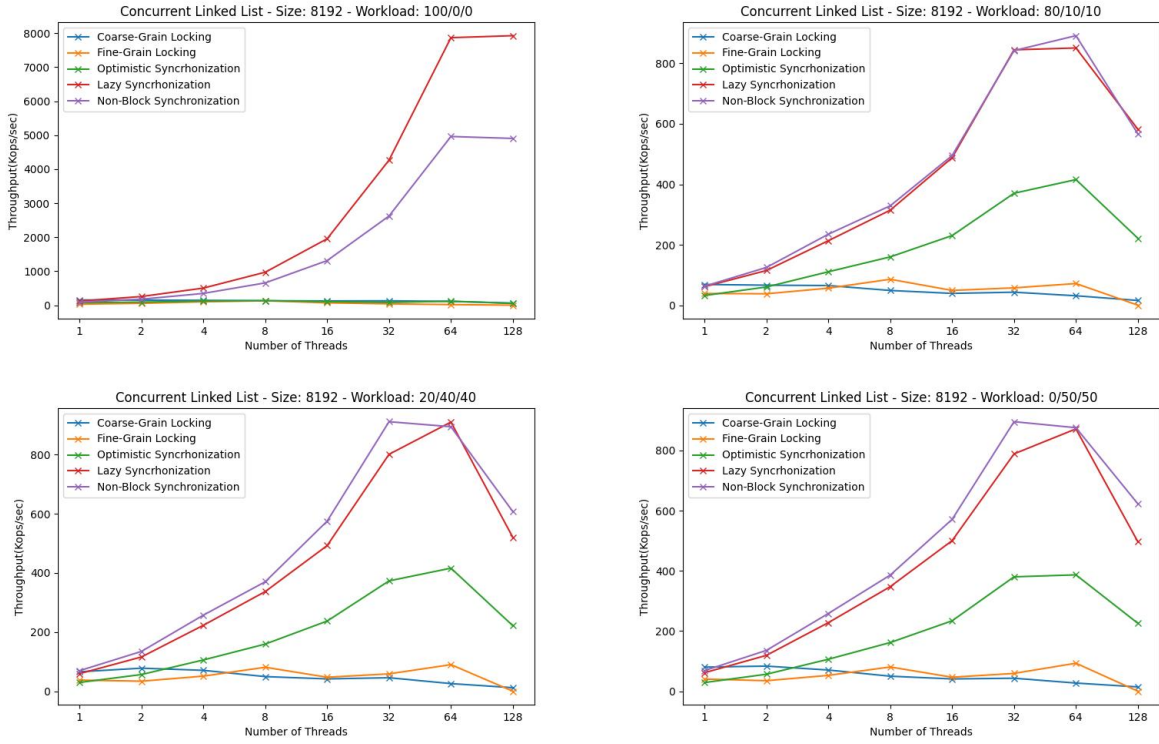 Concurrent Linked List - Size: 8192 - Workload: 100/0/0
Throughput(Kops/sec)
8000
7000
6000
5000
4000
3000
2000
1000
0
Coarse-Grain Locking
Fine-Grain Locking
Optimistic Syncrhonization
Lazy Syncrhonization
Non-Block Synchronization
1 2 4 8 16 32 64 128
Number of Threads
Concurrent Linked List - Size: 8192 - Workload: 80/10/10
Throughput(Kops/sec)
800
600
400
200
0
Coarse-Grain Locking
Fine-Grain Locking
Optimistic Syncrhonization
Lazy Syncrhonization
Non-Block Synchronization
1 2 4 8 16 32 64 128
Number of Threads
Concurrent Linked List - Size: 8192 - Workload: 20/40/40
Throughput(Kops/sec)
800
600
400
200
0
Coarse-Grain Locking
Fine-Grain Locking
Optimistic Syncrhonization
Lazy Syncrhonization
Non-Block Synchronization
1 2 4 8 16 32 64 128
Number of Threads
Concurrent Linked List - Size: 8192 - Workload: 0/50/50
Throughput(Kops/sec)
800
600
400
200
0
Coarse-Grain Locking
Fine-Grain Locking
Optimistic Syncrhonization
Lazy Syncrhonization
Non-Block Synchronization
1 2 4 8 16 32 64 128
Number of Threads